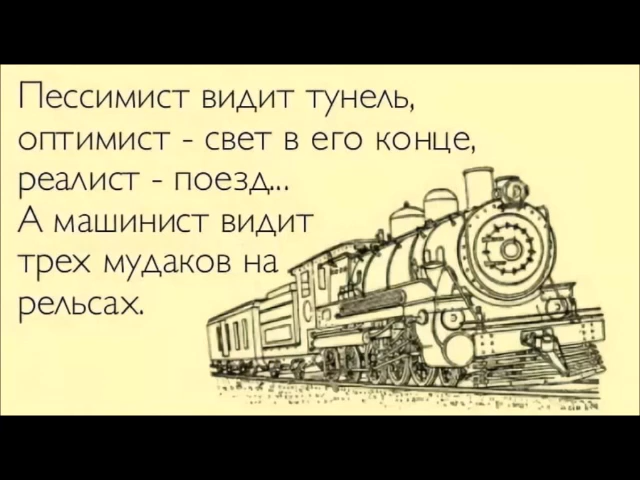 Пессимист видит тунель,
оптимист - свет в его конце,
реалист - поезд...
А машинист видит
трех мудаков на
рельсах.